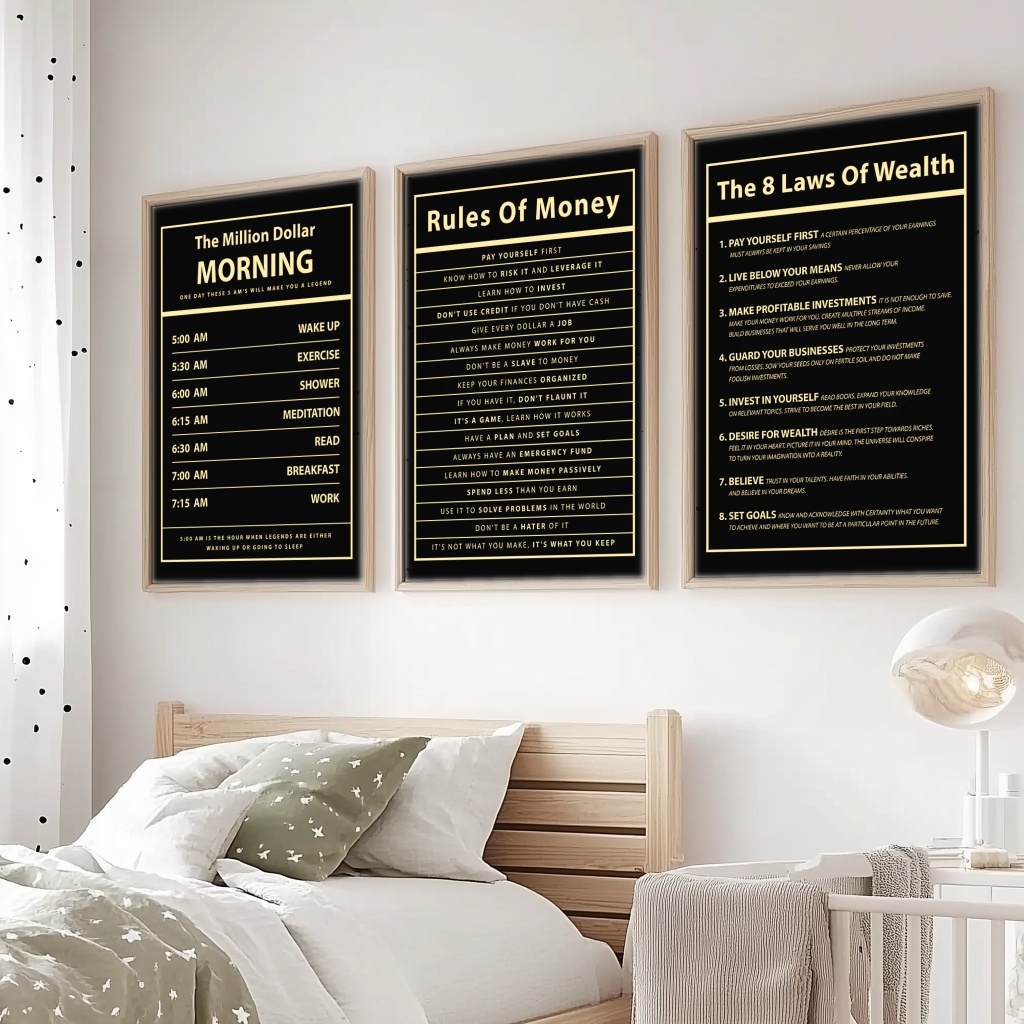 The Million Dollar
MORNING
ONE DAY THESE 5 AM'S WILL MAKE YOU A LEGEND
5:00 AM WAKE UP
5:30 AM EXERCISE
6:00 AM SHOWER
6:15 AM MEDITATION
6:30 AM READ
7:00 AM BREAKFAST
7:15 AM WORK
5:00 AM IS THE HOUR WHEN LEGENDS ARE EITHER
WAKING UP OR GOING TO SLEEP
Rules Of Money
PAY YOURSELF FIRST
KNOW HOW TO RISK IT AND LEVERAGE IT
LEARN HOW TO INVEST
DON'T USE CREDIT IF YOU DON'T HAVE CASH
GIVE EVERY DOLLAR A JOB
ALWAYS MAKE MONEY WORK FOR YOU
DON'T BE A SLAVE TO MONEY
KEEP YOUR FINANCES ORGANIZED
IF YOU HAVE IT, DON'T FLAUNT IT
IT'S A GAME, LEARN HOW IT WORKS
HAVE A PLAN AND SET GOALS
ALWAYS HAVE AN EMERGENCY FUND
LEARN HOW TO MAKE MONEY PASSIVELY
SPEND LESS THAN YOU EARN
USE IT TO SOLVE PROBLEMS IN THE WORLD
DON'T BE A HATER OF IT
IT'S NOT WHAT YOU MAKE, IT'S WHAT YOU KEEP
The 8 Laws Of Wealth
1. PAY YOURSELF FIRST A CERTAIN PERCENTAGE OF YOUR EARNINGS
MUST ALWAYS BE KEPT IN YOUR SAVINGS
2. LIVE BELOW YOUR MEANS NEVER ALLOW YOUR
EXPENDITURES TO EXCEED YOUR EARNINGS.
3. MAKE PROFITABLE INVESTMENTS IT IS NOT ENOUGH TO SAVE.
MAKE YOUR MONEY WORK FOR YOU. CREATE MULTIPLE STREAMS OF INCOME.
BUILD BUSINESSES THAT WILL SERVE YOU WELL IN THE LONG TERM.
4. GUARD YOUR BUSINESSES PROTECT YOUR INVESTMENTS
FROM LOSSES. SOW YOUR SEEDS ONLY ON FERTILE SOIL AND DO NOT MAKE
FOOLISH INVESTMENTS.
5. INVEST IN YOURSELF READ BOOKS. EXPAND YOUR KNOWLEDGE
ON RELEVANT TOPICS. STRIVE TO BECOME THE BEST IN YOUR FIELD.
6. DESIRE FOR WEALTH DESIRE IS THE FIRST STEP TOWARDS RICHES.
FEEL IT IN YOUR HEART. PICTURE IT IN YOUR MIND. THE UNIVERSE WILL CONSPIRE
TO TURN YOUR IMAGINATION INTO A REALITY.
7. BELIEVE TRUST IN YOUR TALENTS. HAVE FAITH IN YOUR ABILITIES.
AND BELIEVE IN YOUR DREAMS.
8. SET GOALS KNOW AND ACKNOWLEDGE WITH CERTAINTY WHAT YOU WANT
TO ACHIEVE AND WHERE YOU WANT TO BE AT A PARTICULAR POINT IN THE FUTURE.